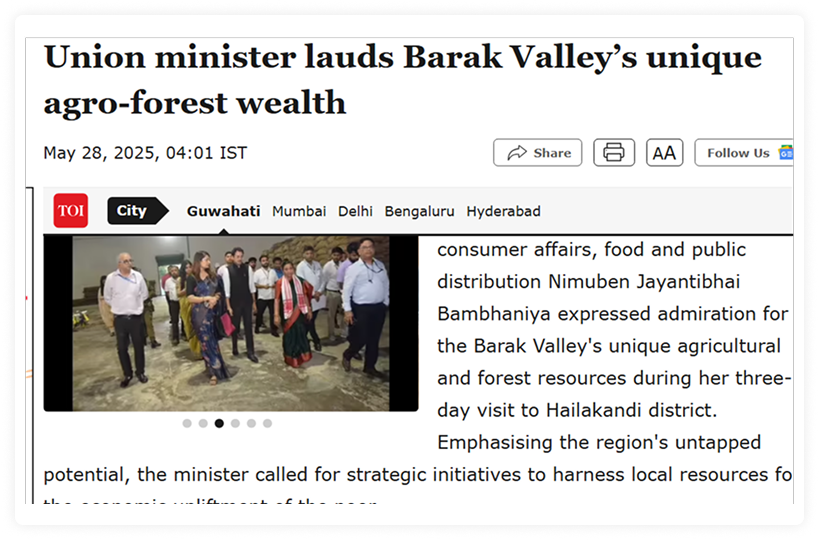 Union minister lauds Barak Valley’s unique
agro-forest wealth
May 28, 2025, 04:01 IST
Share
AA
Follow Us
TOI
City
Guwahati Mumbai Delhi Bengaluru Hyderabad
consumer affairs, food and public
distribution Nimuben Jayantibhai
Bambhaniya expressed admiration for
the Barak Valley's unique agricultural
and forest resources during her three-
day visit to Hailakandi district.
Emphasising the region's untapped
potential, the minister called for strategic initiatives to harness local resources fo